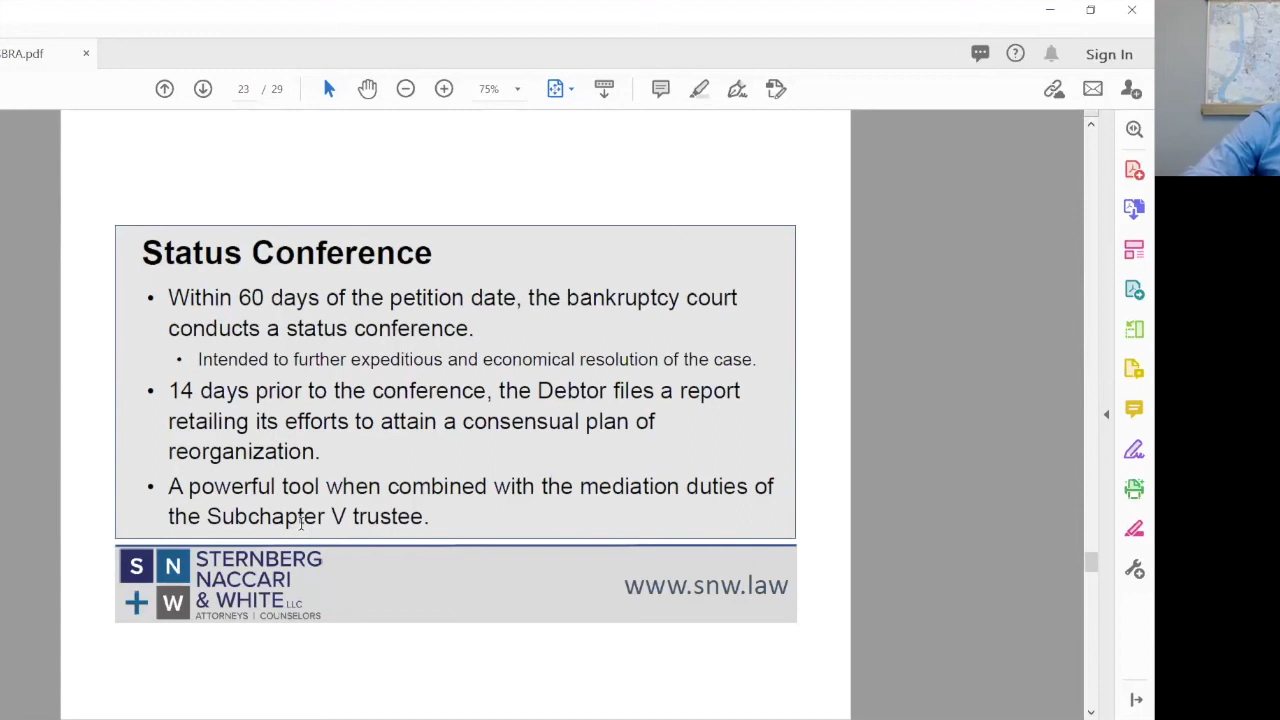 BRA.pdf
Sign In
23 / 29
75%
Status Conference
• Within 60 days of the petition date, the bankruptcy court
conducts a status conference.
• Intended to further expeditious and economical resolution of the case.
• 14 days prior to the conference, the Debtor files a report
retailing its efforts to attain a consensual plan of
reorganization.
• A powerful tool when combined with the mediation duties of
the Subchapter V trustee.
S N
+ W
STERNBERG
NACCARI
& WHITE LLC
ATTORNEYS | COUNSELORS
www.snw.law